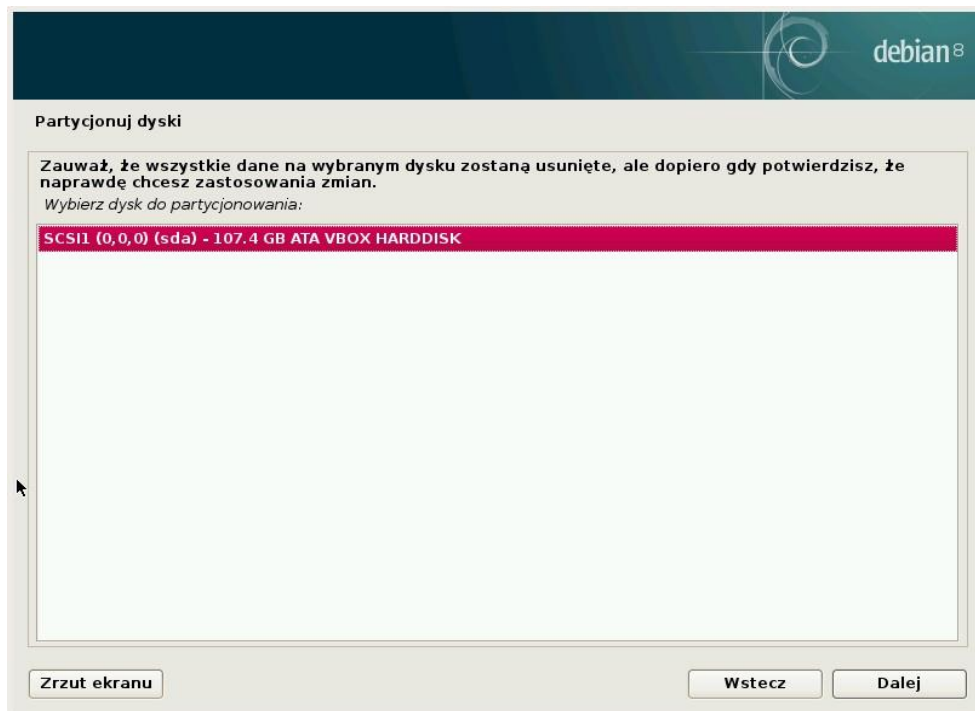 debian 8
Partycjonuj dyski
Zauważ, że wszystkie dane na wybranym dysku zostaną usunięte, ale dopiero gdy potwierdzisz, że
naprawdę chcesz zastosowania zmian.
Wybierz dysk do partycjonowania:
SCSI1 (0,0,0) (sda) - 107.4 GB ATA VBOX HARDDISK
Zrzut ekranu
Wstecz
Dalej